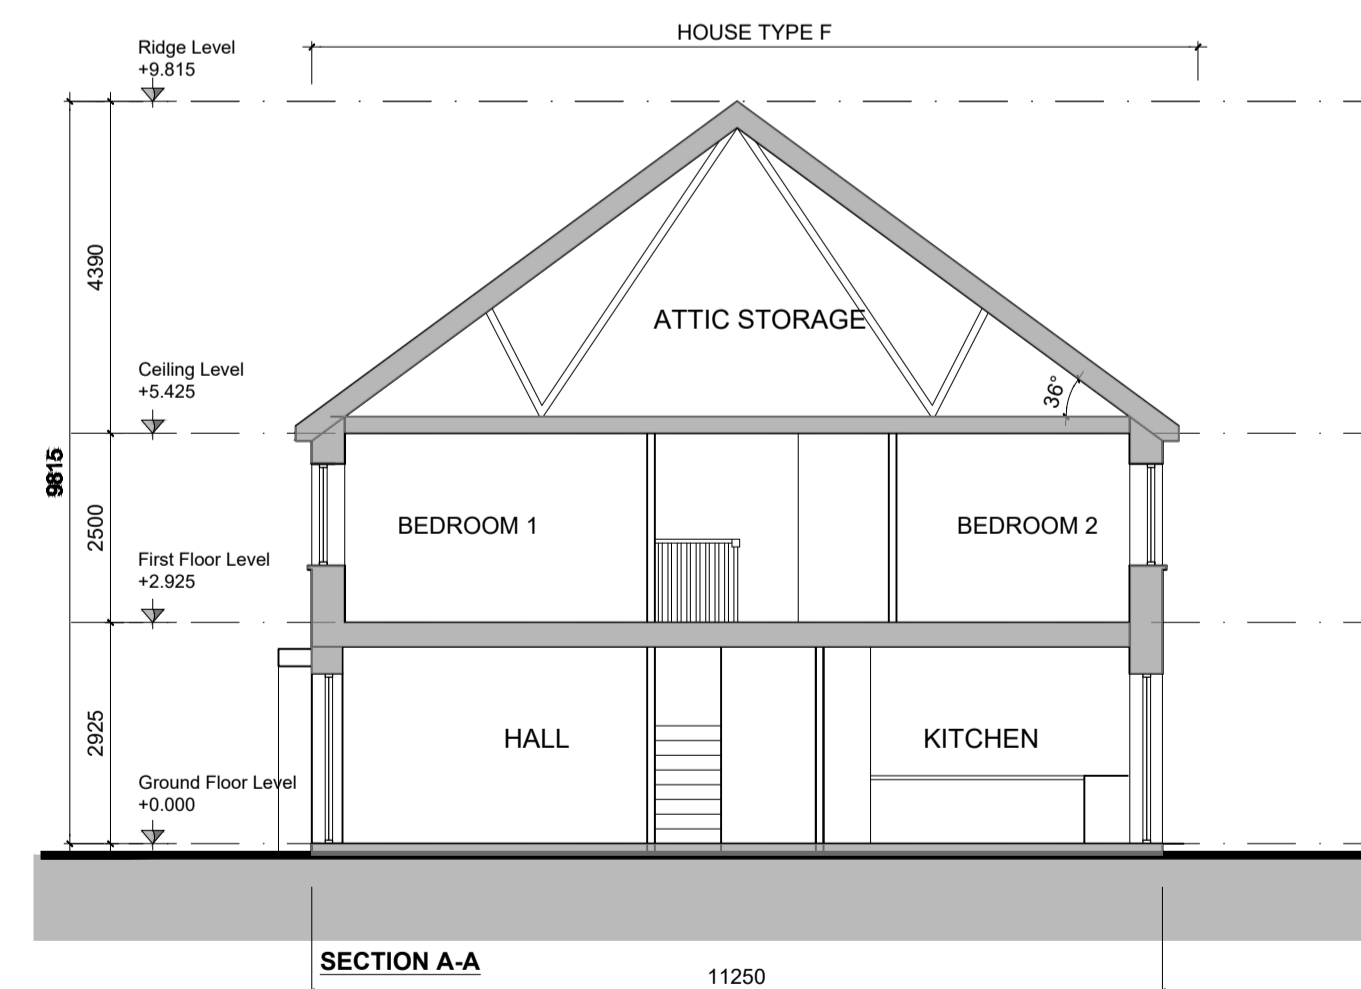 HOUSE TYPE F
Ridge Level
+9.815
4390
ATTIC STORAGE
36°
Ceiling Level
+5.425
9815
2500
BEDROOM 1
BEDROOM 2
First Floor Level
+2.925
2925
HALL
KITCHEN
Ground Floor Level
+0.000
SECTION A-A
11250